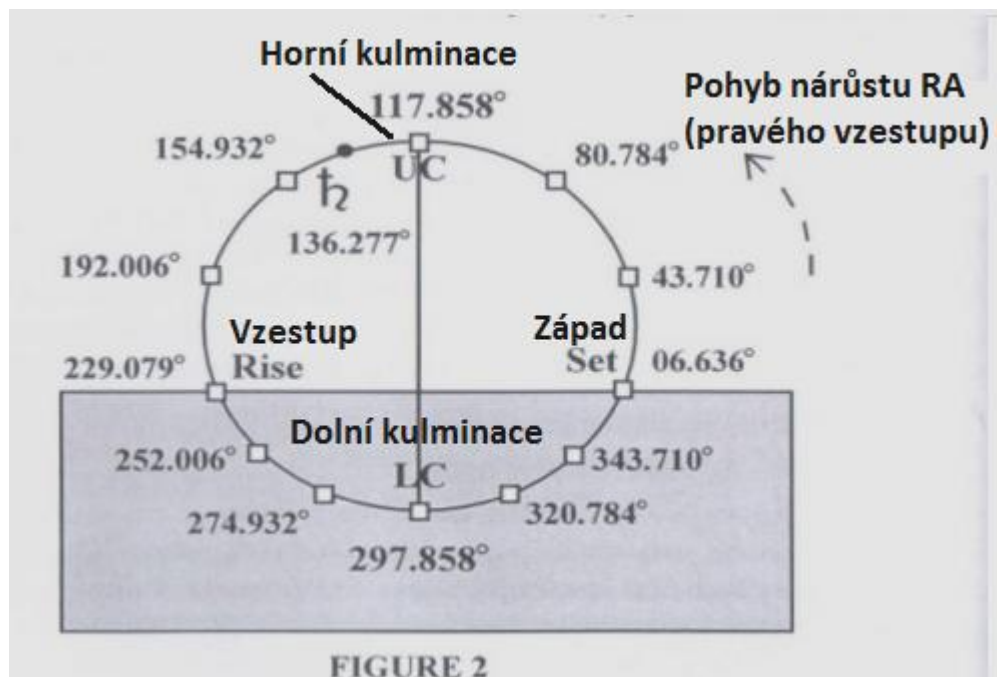 Horní kulminace
117.858°
Pohyb nárůstu RA
(pravého vzestupu)
154.932°
80.784°
UC
♄
136.277°
192.006°
43.710°
Vzestup
Západ
229.079°
Rise
Set
06.636°
Dolní kulminace
252.006°
LC
343.710°
274.932°
320.784°
297.858°
FIGURE 2